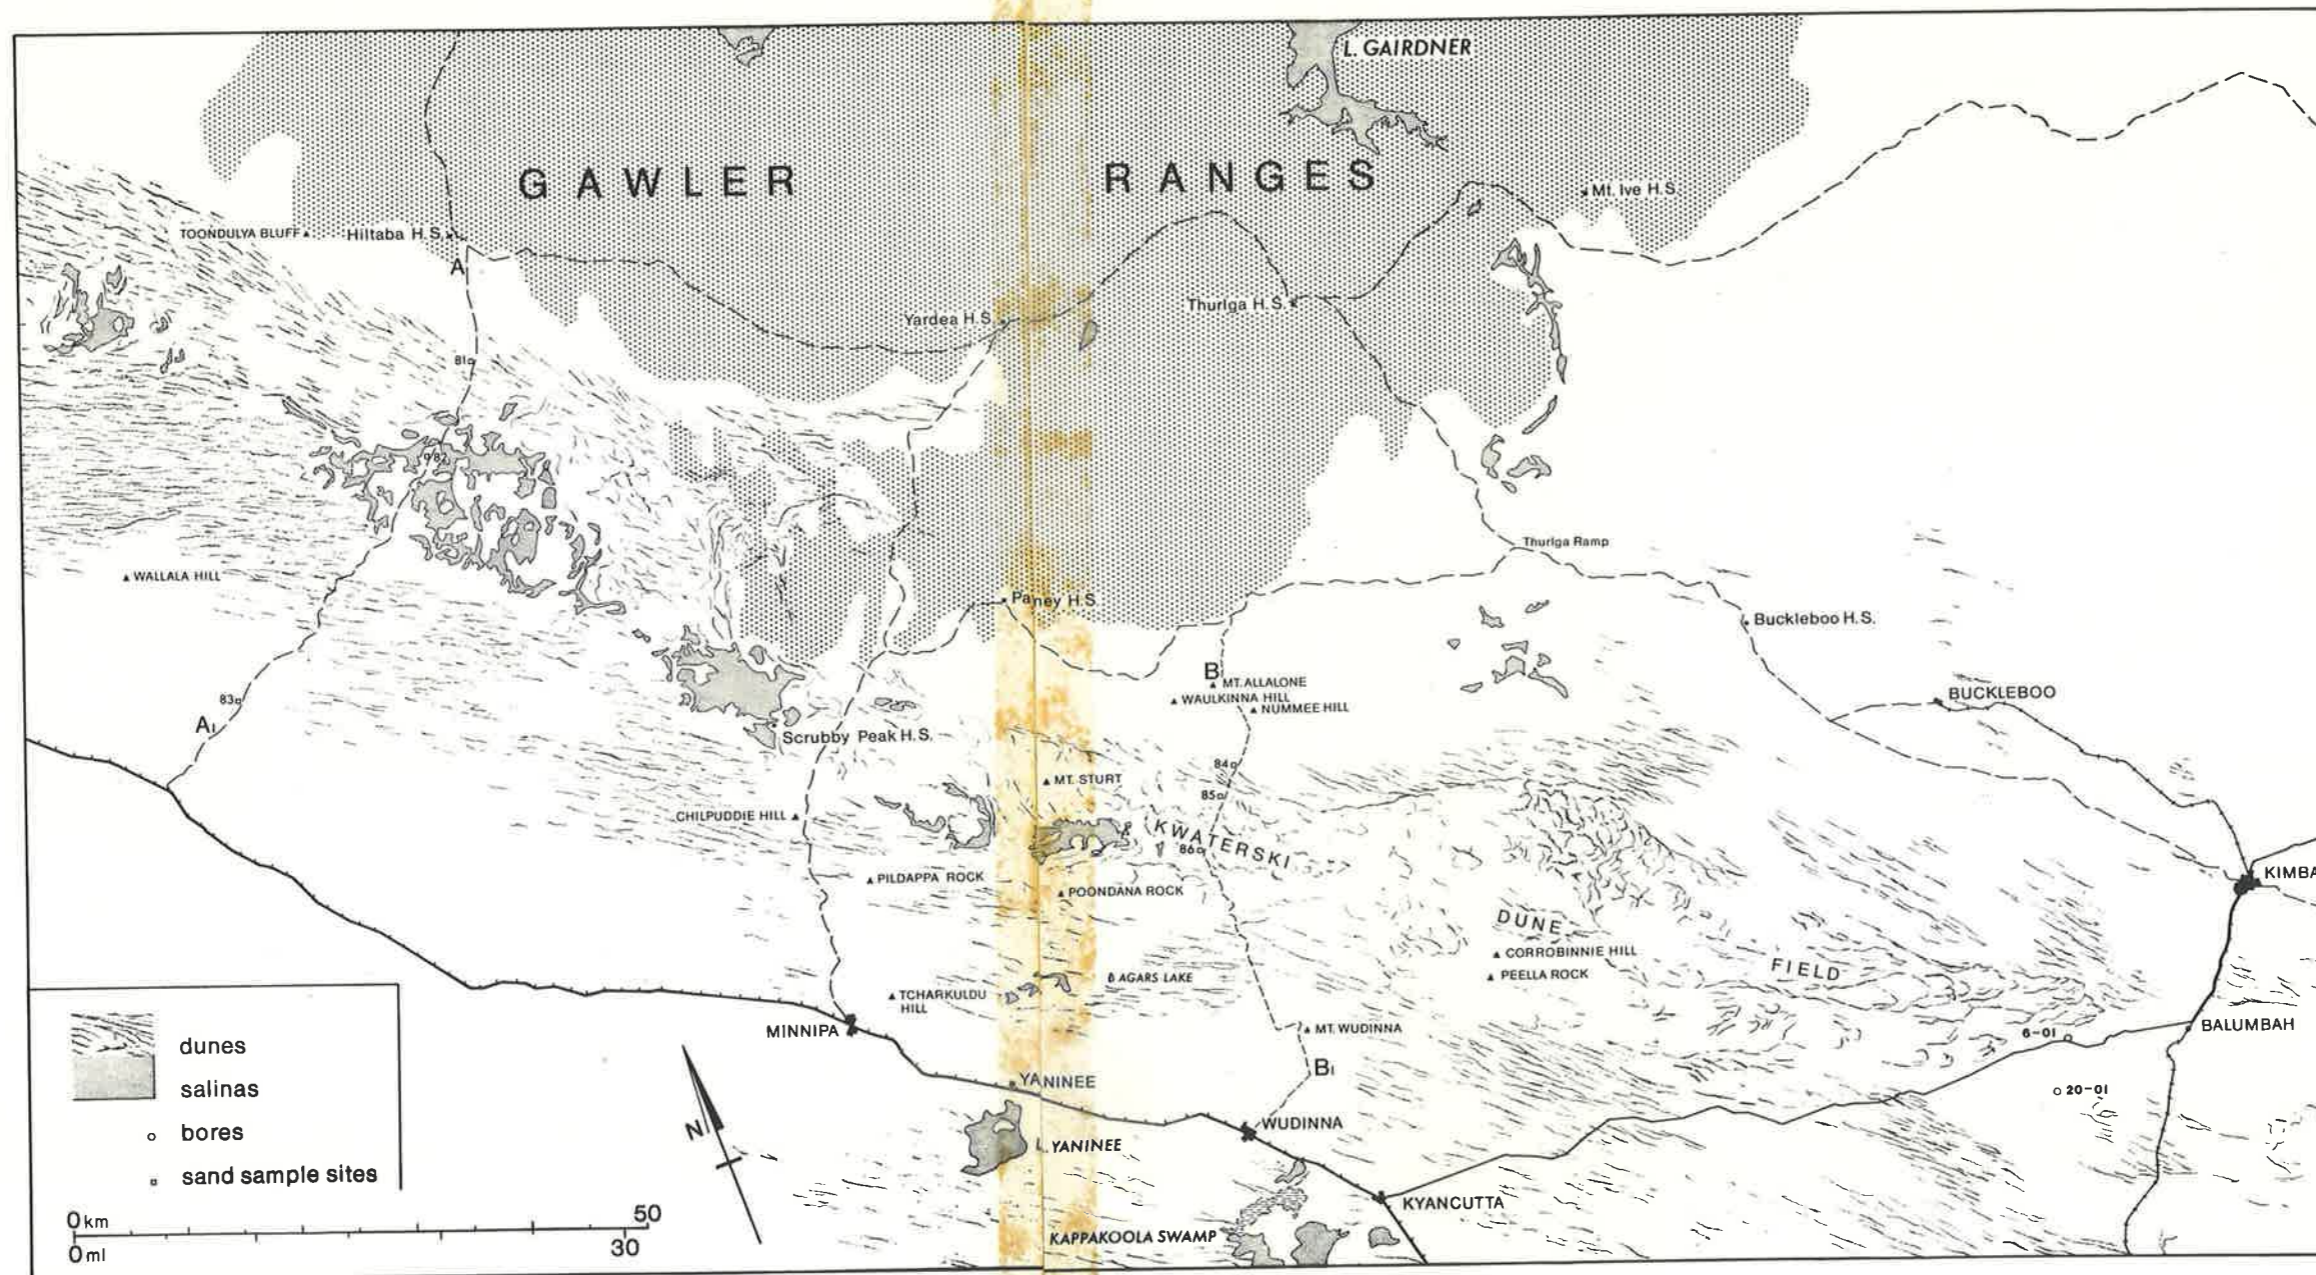 L. GAIRDNER
GAWLER RANGES
Mt. Ive H.S.
TOONDULYA BLUFF
Hiltaba H.S.
A
Thurlga H.S.
Yardea H.S.
81
82
Thurlga Ramp
WALLALA HILL
Paney H.S.
Buckleboo H.S.
B
MT. ALLALONE
WAULKINNA HILL
NUMMEE HILL
BUCKLEBOO
83
A1
Scrubby Peak H.S.
84
MT. STURT
85
CHILPUDDIE HILL
KWATERSKI
86
KIMBA
PILDAPPA ROCK
POONDANA ROCK
DUNE
CORROBINNIE HILL
FIELD
PEELLA ROCK
BAGARS LAKE
TCHARKULDU
HILL
MINNIPA
MT. WUDINNA
6-01
BALUMBAH
B1
YANINEE
20-01
WUDINNA
L. YANINEE
KYANCUTTA
KAPPAKOOLA SWAMP
dunes
salinas
bores
sand sample sites
N
0 km 50
0 ml 30